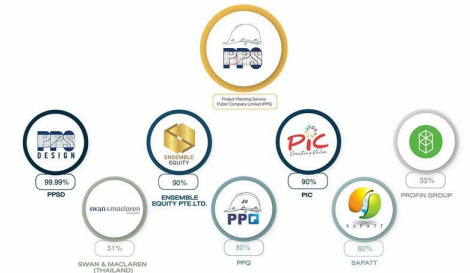 PPS
Project Planning Service
Public Company Limited (PPS)
PPS
DESIGN
99.99%
PPSD
ENSEMBLE
EQUITY
90%
ENSEMBLE
EQUITY PTE.LTD.
PiC
Creating Value
90%
PIC
33%
PROFIN GROUP
swan&maclaren
51%
SWAN & MACLAREN
(THAILAND)
JV
PPQ
80%
PPQ
SAPATT
60%
SAPATT